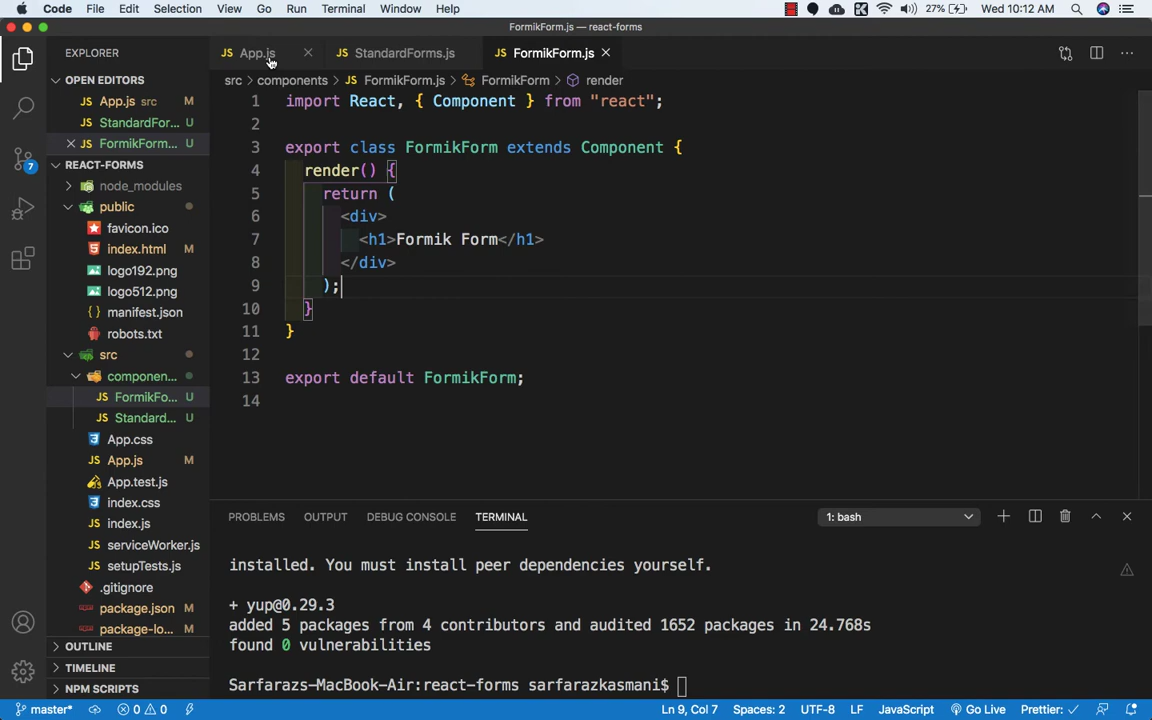 Code File Edit Selection View Go Run Terminal Window Help 27% Wed 10:12 AM
FormikForm.js — react-forms
EXPLORER
App.js
StandardForms.js
FormikForm.js
OPEN EDITORS
App.js src M
StandardFor... U
FormikForm... U
REACT-FORMS
node_modules
public
favicon.ico
index.html M
logo192.png
logo512.png
manifest.json
robots.txt
src
componen...
FormikFo... U
Standard... U
App.css
App.js M
App.test.js
index.css
index.js
serviceWorker.js
setupTests.js
.gitignore
package.json M
package-lo... M
OUTLINE
TIMELINE
NPM SCRIPTS
7
src > components > JS FormikForm.js > FormikForm > render
1 import React, { Component } from "react";
2
3 export class FormikForm extends Component {
4 render() {
5 return (
6 <div>
7 <h1>Formik Form</h1>
8 </div>
9 );
10 }
11 }
12
13 export default FormikForm;
14
PROBLEMS OUTPUT DEBUG CONSOLE TERMINAL 1: bash
installed. You must install peer dependencies yourself.
+ yup@0.29.3
added 5 packages from 4 contributors and audited 1652 packages in 24.768s
found 0 vulnerabilities
Sarfarazs-MacBook-Air:react-forms sarfarazkasmani$
master* 0 0 Ln 9, Col 7 Spaces: 2 UTF-8 LF JavaScript Go Live Prettier: ✓